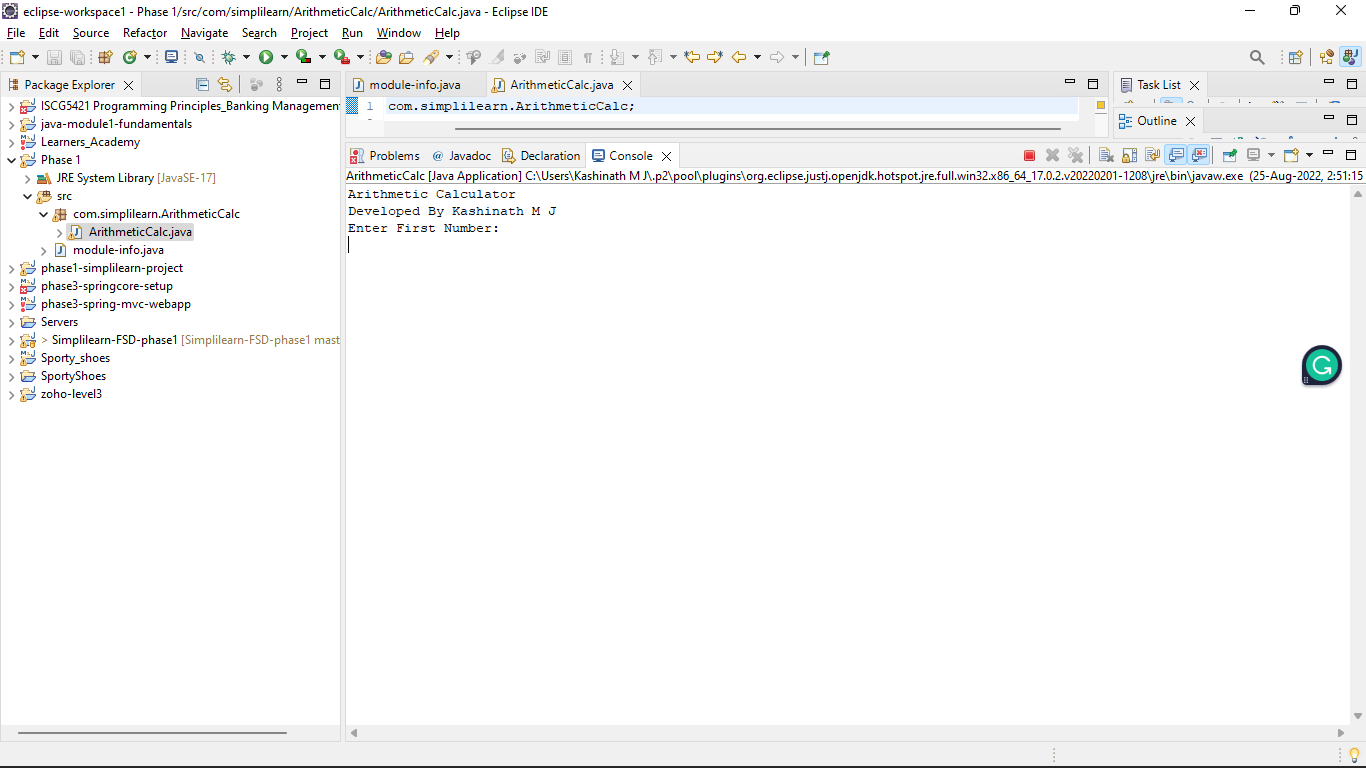 eclipse-workspace1 - Phase 1/src/com/simplilearn/ArithmeticCalc/ArithmeticCalc.java - Eclipse IDE
File Edit Source Refactor Navigate Search Project Run Window Help
Package Explorer
ISCG5421 Programming Principles_Banking Managemen
java-module1-fundamentals
Learners_Academy
Phase 1
JRE System Library [JavaSE-17]
src
com.simplilearn.ArithmeticCalc
ArithmeticCalc.java
module-info.java
phase1-simplilearn-project
phase3-springcore-setup
phase3-spring-mvc-webapp
Servers
> Simplilearn-FSD-phase1 [Simplilearn-FSD-phase1 mast
Sporty_shoes
SportyShoes
zoho-level3
module-info.java ArithmeticCalc.java
1 com.simplilearn.ArithmeticCalc;
Task List
Outline
Problems @ Javadoc Declaration Console
ArithmeticCalc [Java Application] C:\Users\Kashinath M J\.p2\pool\plugins\org.eclipse.justj.openjdk.hotspot.jre.full.win32.x86_64_17.0.2.v20220201-1208\jre\bin\javaw.exe (25-Aug-2022, 2:51:15
Arithmetic Calculator
Developed By Kashinath M J
Enter First Number: